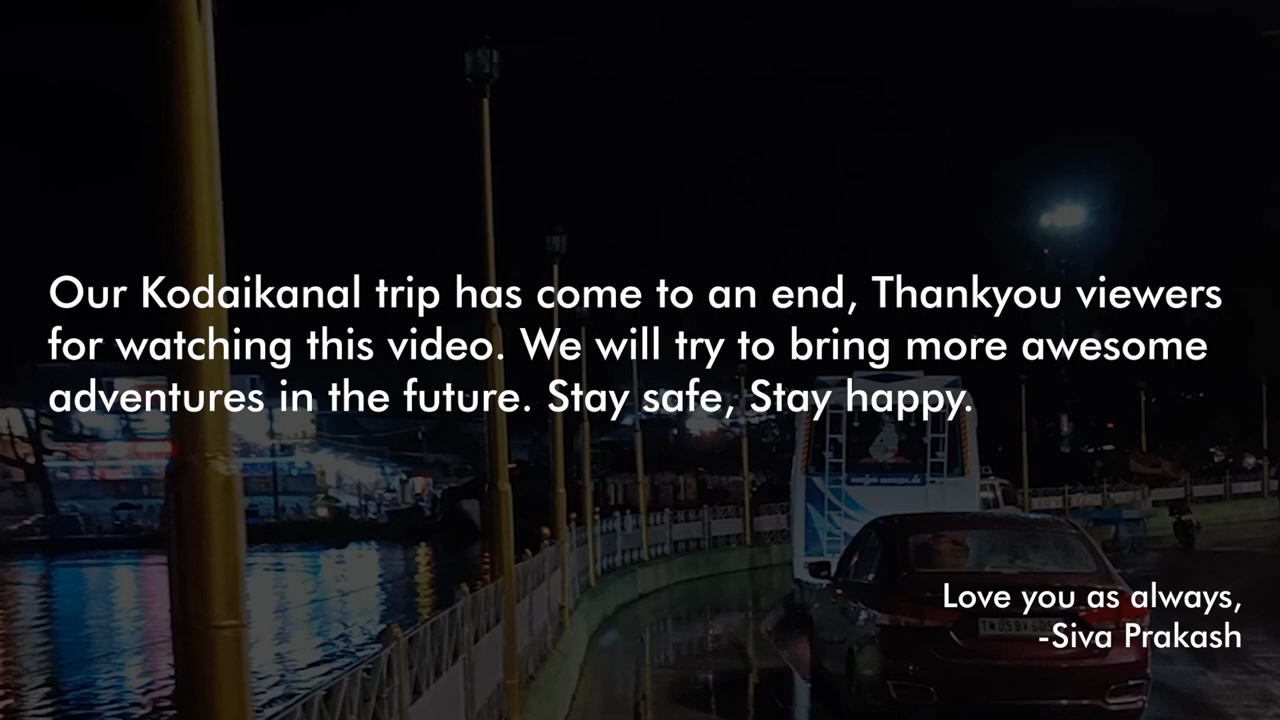 Our Kodaikanal trip has come to an end, Thankyou viewers
for watching this video. We will try to bring more awesome
adventures in the future. Stay safe, Stay happy.
Love you as always,
-Siva Prakash